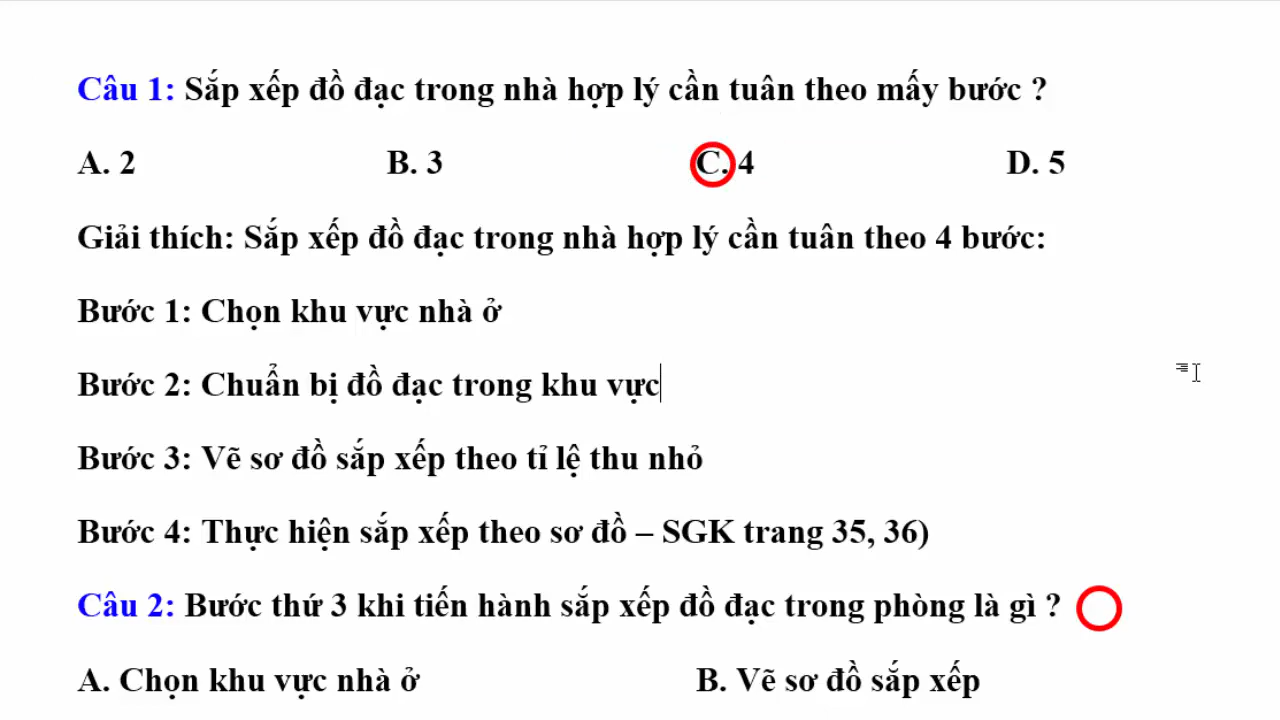 Câu 1: Sắp xếp đồ đạc trong nhà hợp lý cần tuân theo mấy bước ?
A. 2 B. 3 C. 4 D. 5
Giải thích: Sắp xếp đồ đạc trong nhà hợp lý cần tuân theo 4 bước:
Bước 1: Chọn khu vực nhà ở
Bước 2: Chuẩn bị đồ đạc trong khu vực
Bước 3: Vẽ sơ đồ sắp xếp theo tỉ lệ thu nhỏ
Bước 4: Thực hiện sắp xếp theo sơ đồ – SGK trang 35, 36)
Câu 2: Bước thứ 3 khi tiến hành sắp xếp đồ đạc trong phòng là gì ?
A. Chọn khu vực nhà ở B. Vẽ sơ đồ sắp xếp